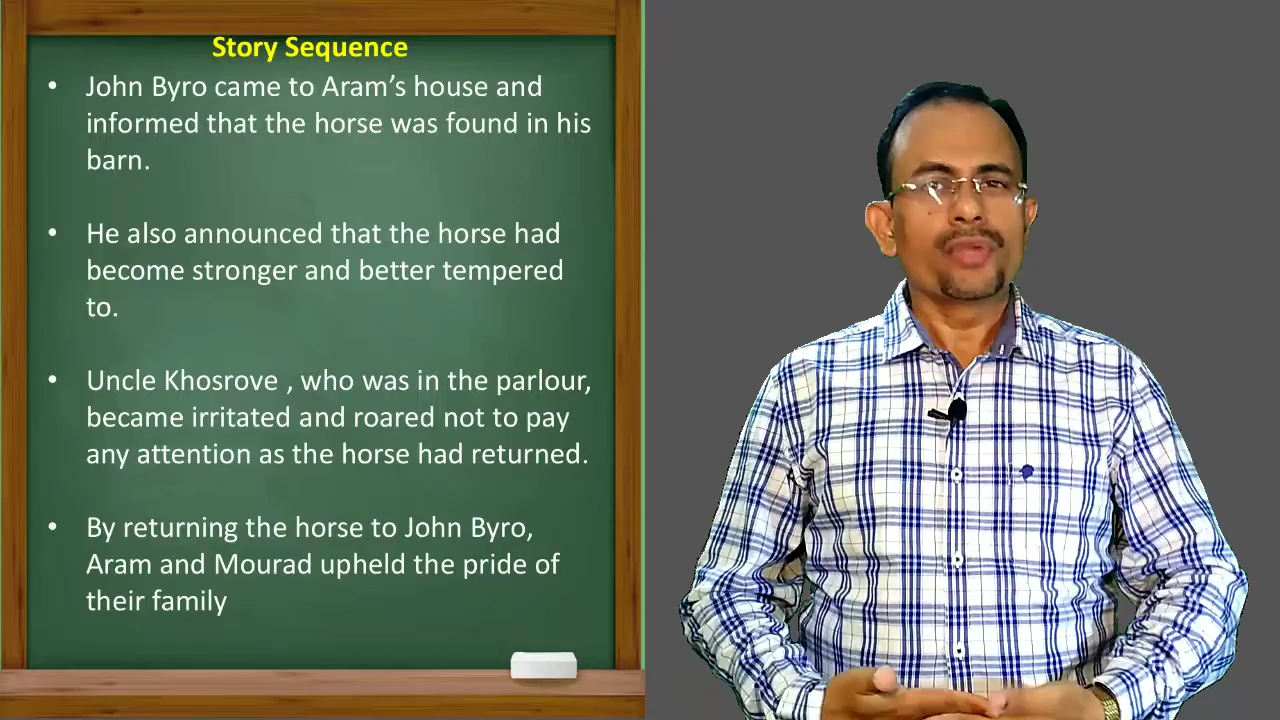 Story Sequence
• John Byro came to Aram’s house and
informed that the horse was found in his
barn.
• He also announced that the horse had
become stronger and better tempered
to.
• Uncle Khosrove , who was in the parlour,
became irritated and roared not to pay
any attention as the horse had returned.
• By returning the horse to John Byro,
Aram and Mourad upheld the pride of
their family